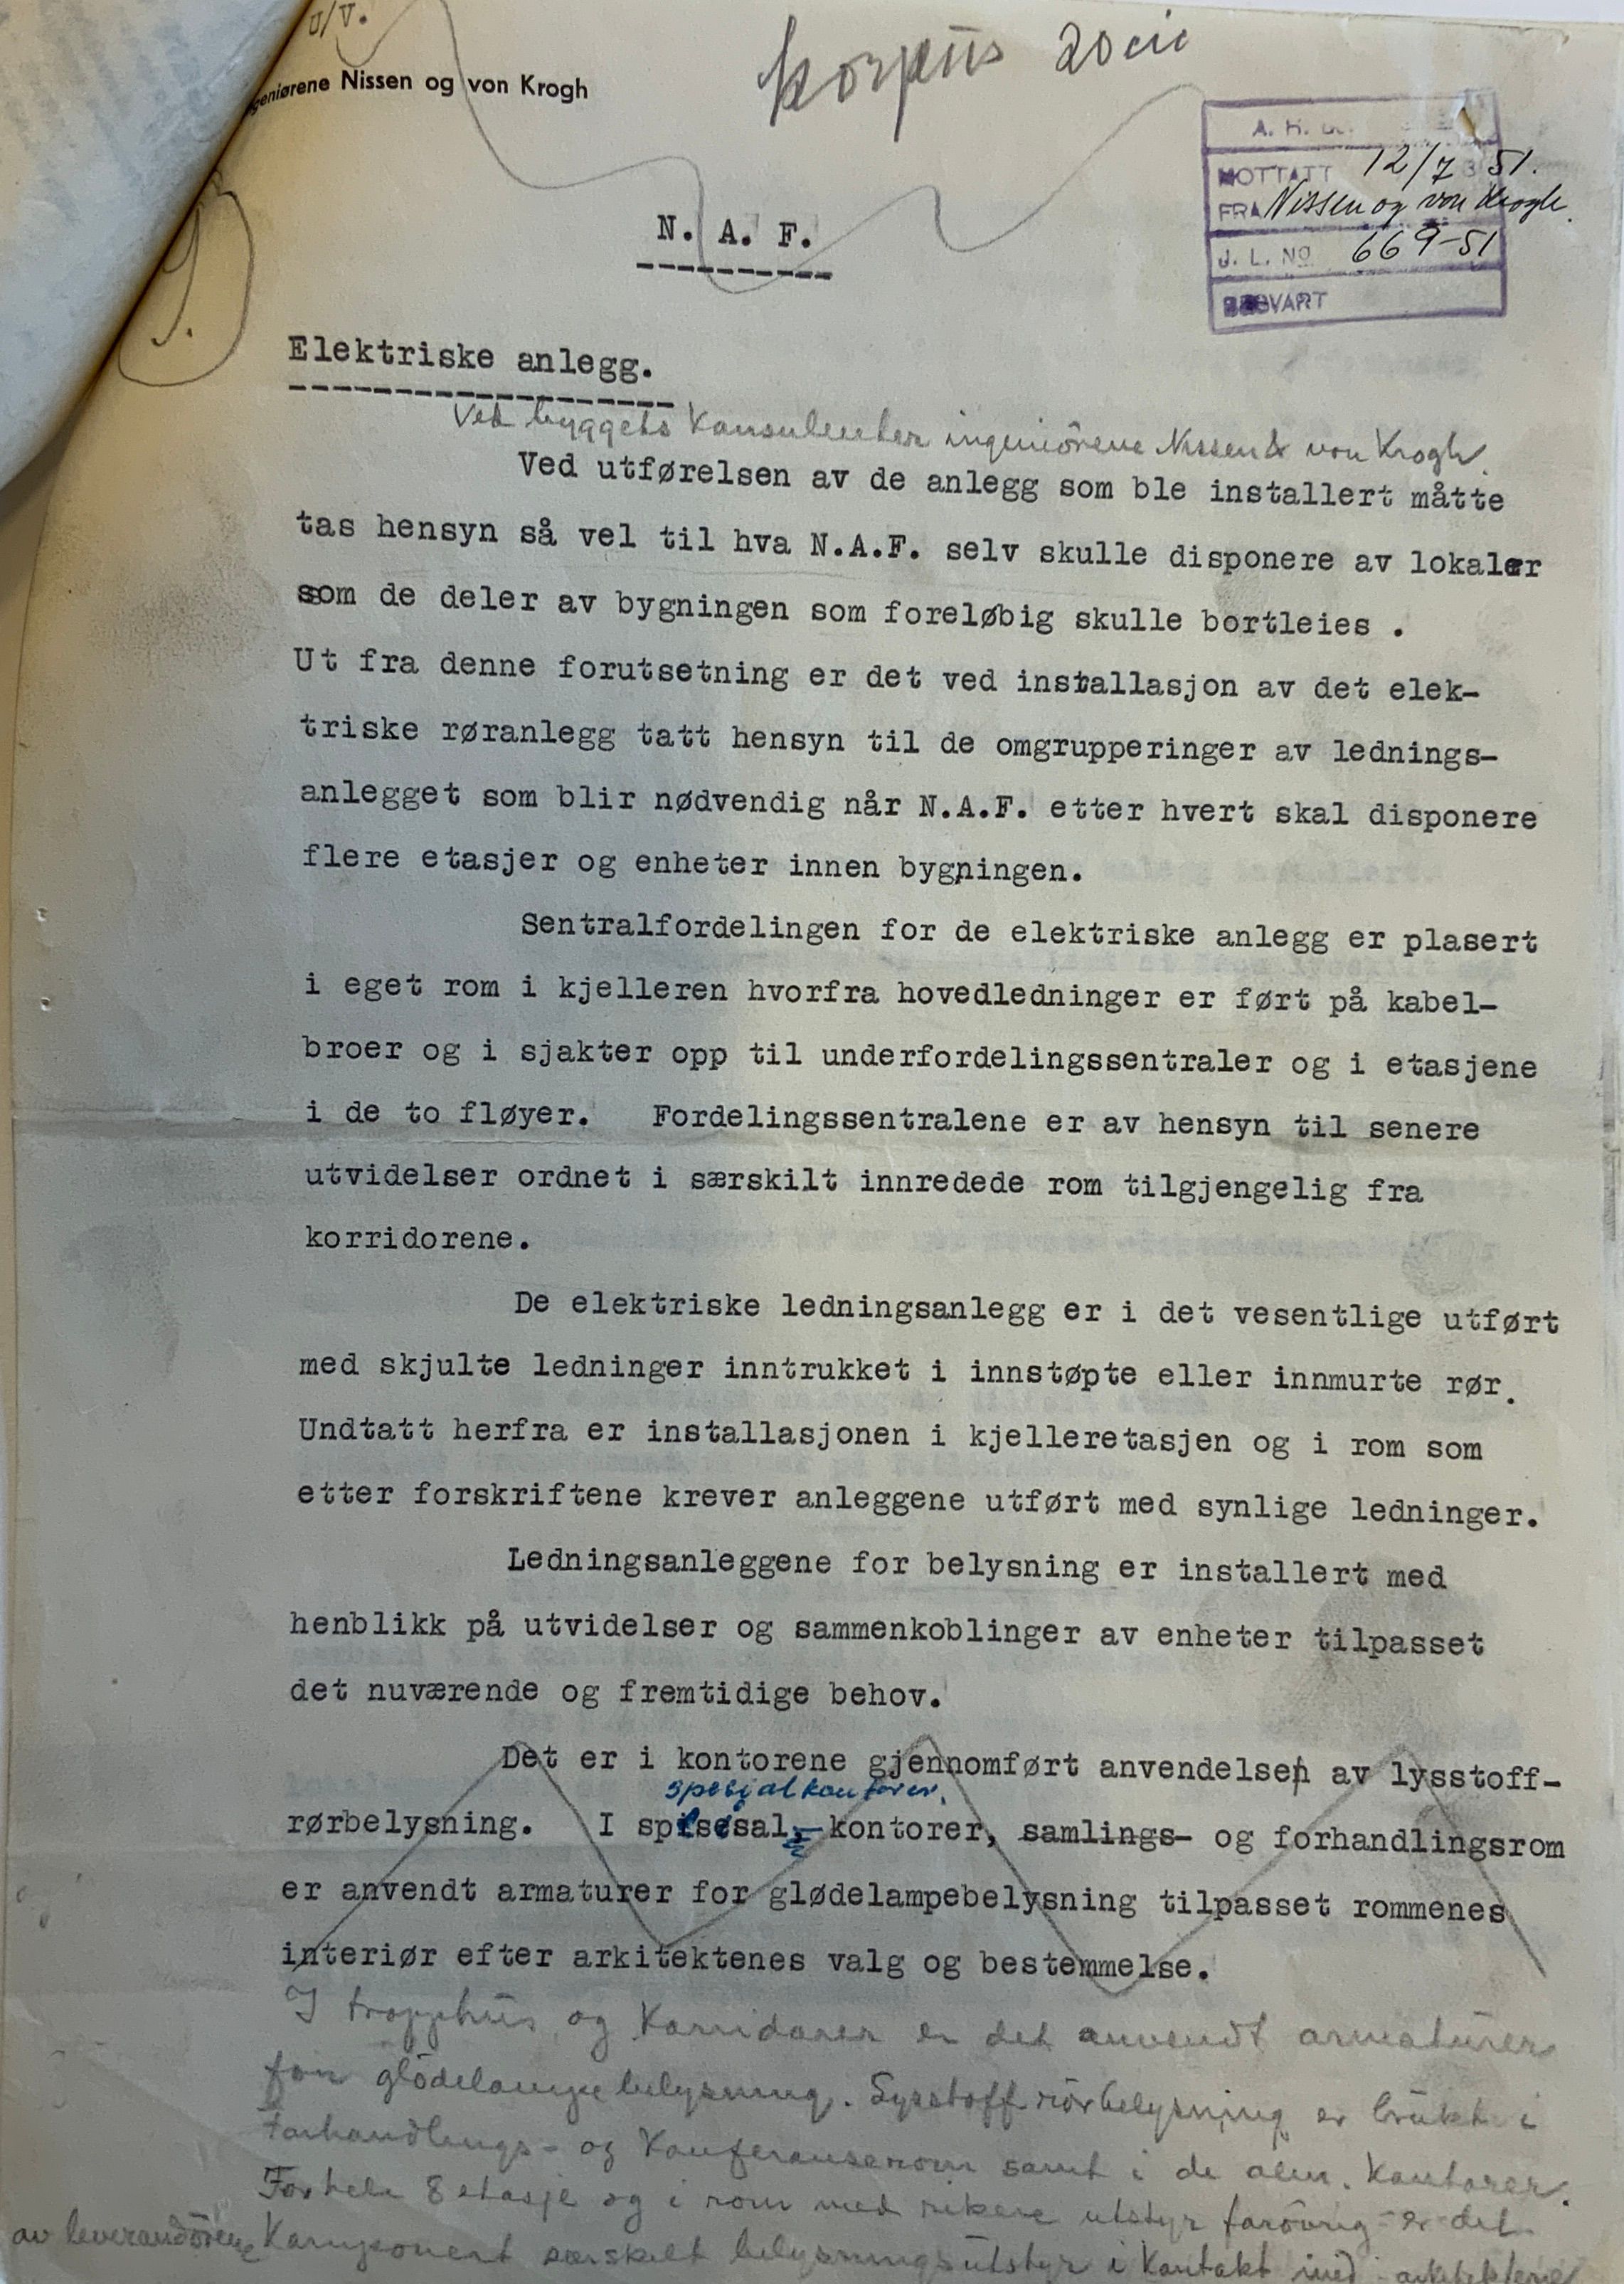 U/V.
Korpus 20 cic
geniørene Nissen og von Krogh
A. H.
MOTTATT 12/7 51.
FRA Nissen og von Krogh.
J. L. No 669-51
BESVART
9.
N. A. F.
Elektriske anlegg.
Ved byggets Konsulenter ingeniörene Nissen & von Krogh.
Ved utførelsen av de anlegg som ble installert måtte
tas hensyn så vel til hva N.A.F. selv skulle disponere av lokaler
som de deler av bygningen som foreløbig skulle bortleies .
Ut fra denne forutsetning er det ved installasjon av det elek-
triske røranlegg tatt hensyn til de omgrupperinger av lednings-
anlegget som blir nødvendig når N.A.F. etter hvert skal disponere
flere etasjer og enheter innen bygningen.
Sentralfordelingen for de elektriske anlegg er plasert
i eget rom i kjelleren hvorfra hovedledninger er ført på kabel-
broer og i sjakter opp til underfordelingssentraler og i etasjene
i de to fløyer. Fordelingssentralene er av hensyn til senere
utvidelser ordnet i særskilt innredede rom tilgjengelig fra
korridorene.
De elektriske ledningsanlegg er i det vesentlige utført
med skjulte ledninger inntrukket i innstøpte eller innmurte rør.
Undtatt herfra er installasjonen i kjelleretasjen og i rom som
etter forskriftene krever anleggene utført med synlige ledninger.
Ledningsanleggene for belysning er installert med
henblikk på utvidelser og sammenkoblinger av enheter tilpasset
det nuværende og fremtidige behov.
Det er i kontorene gjennomført anvendelsen av lysstoff-
spesialkontorer,
rørbelysning. I spisesal, kontorer, samlings- og forhandlingsrom
er anvendt armaturer for glødelampebelysning tilpasset rommenes
interiør efter arkitektenes valg og bestemmelse.
I trapphus og Korridorer er det anvendt armaturer
for glödelampebelysning. Lysstoffrörbelysning er brukt i
forhandlings- og Konferanserom samt i de alm. Kontorer.
For hele 8 etasje og i rom med rikere utstyr forövrig er det
av leverandörene Komponert særskilt belysningsutstyr i Kontakt med arkitektene